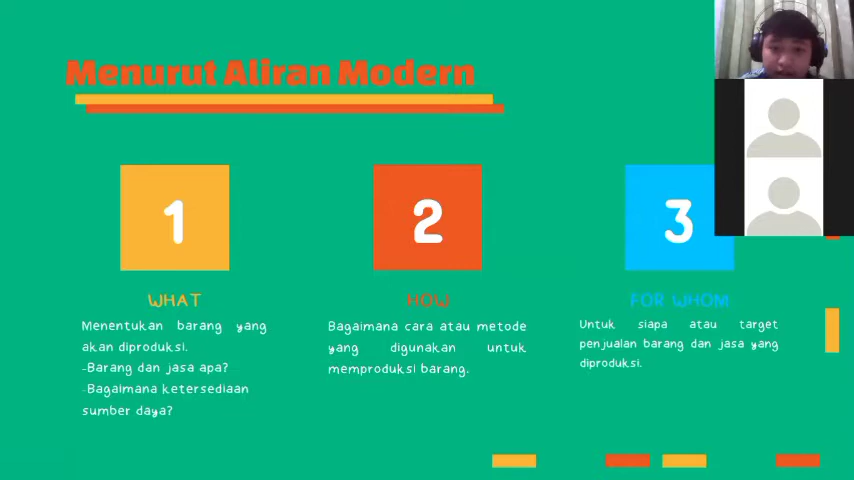 Menurut Aliran Modern
1
2
3
WHAT
Menentukan barang yang
akan diproduksi.
-Barang dan jasa apa?
-Bagaimana ketersediaan
sumber daya?
HOW
Bagaimana cara atau metode
yang digunakan untuk
memproduksi barang.
FOR WHOM
Untuk siapa atau target
penjualan barang dan jasa yang
diproduksi.